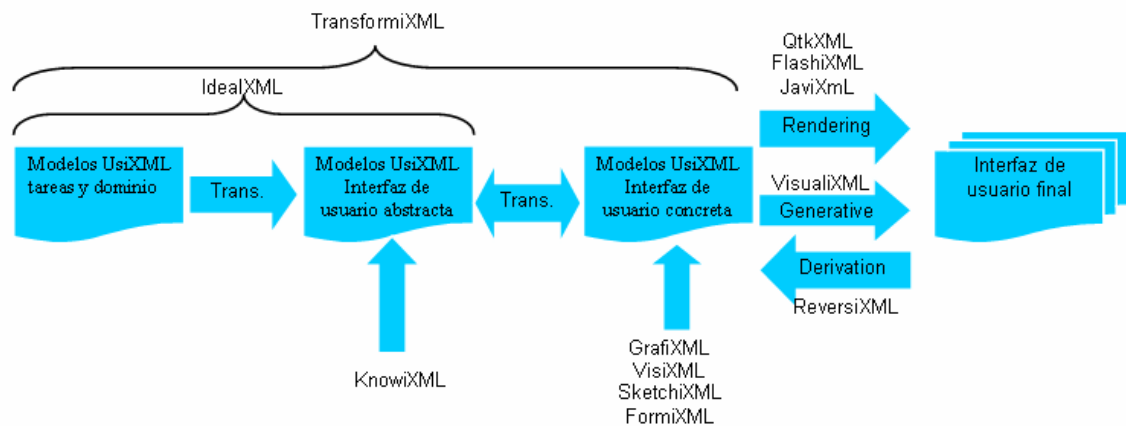 TransformiXML
IdealXML
QtkXML
FlashiXML
JaviXmL
Rendering
Modelos UsiXML
tareas y dominio
Trans.
Modelos UsiXML
Interfaz de
usuario abstracta
Trans.
Modelos UsiXML
Interfaz de
usuario concreta
VisualiXML
Generative
Interfaz de
usuario final
Derivation
ReversiXML
KnowiXML
GrafiXML
VisiXML
SketchiXML
FormiXML